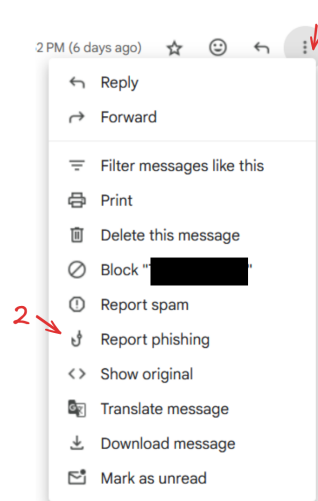 2 PM (6 days ago)
Reply
Forward
Filter messages like this
Print
Delete this message
Block "
"
Report spam
2
Report phishing
Show original
Translate message
Download message
Mark as unread